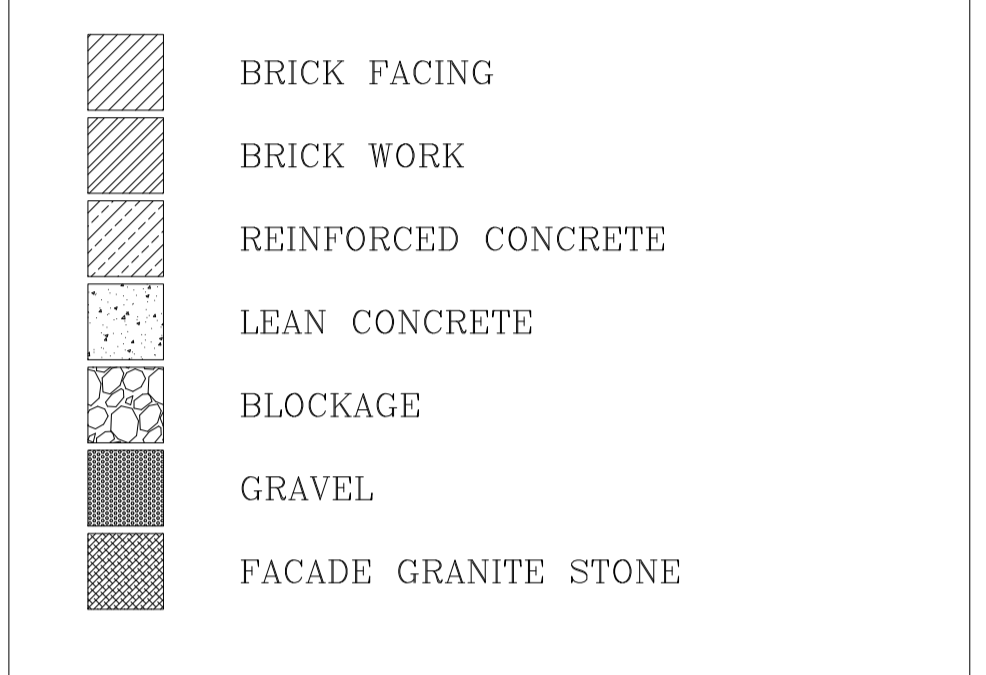 BRICK FACING
BRICK WORK
REINFORCED CONCRETE
LEAN CONCRETE
BLOCKAGE
GRAVEL
FACADE GRANITE STONE